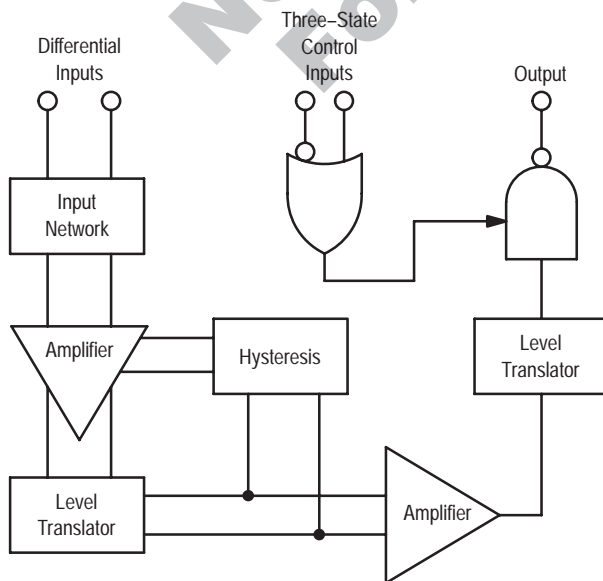 Differential
Inputs
Three–State
Control
Inputs
Output
Input
Network
Amplifier
Hysteresis
Level
Translator
Level
Translator
Amplifier